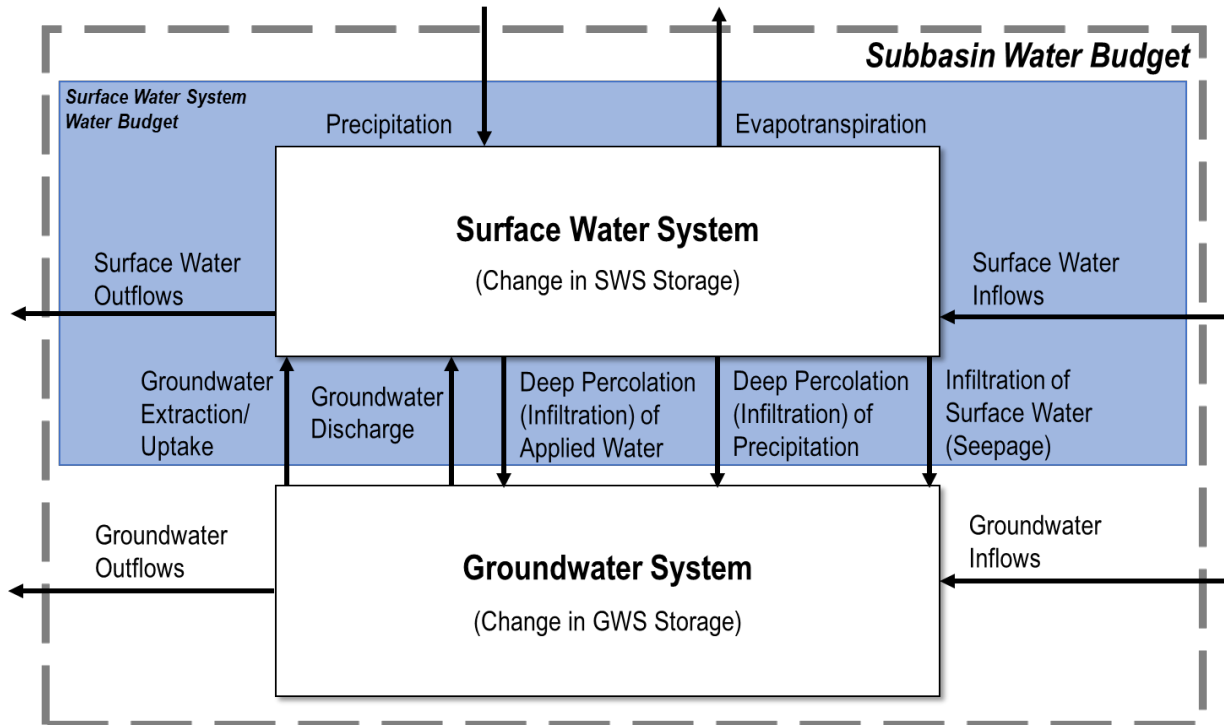 Subbasin Water Budget
Surface Water System
Water Budget
Precipitation
Evapotranspiration
Surface Water System
(Change in SWS Storage)
Surface Water
Outflows
Surface Water
Inflows
Groundwater
Extraction/
Uptake
Groundwater
Discharge
Deep Percolation
(Infiltration) of
Applied Water
Deep Percolation
(Infiltration) of
Precipitation
Infiltration of
Surface Water
(Seepage)
Groundwater
Outflows
Groundwater
Inflows
Groundwater System
(Change in GWS Storage)